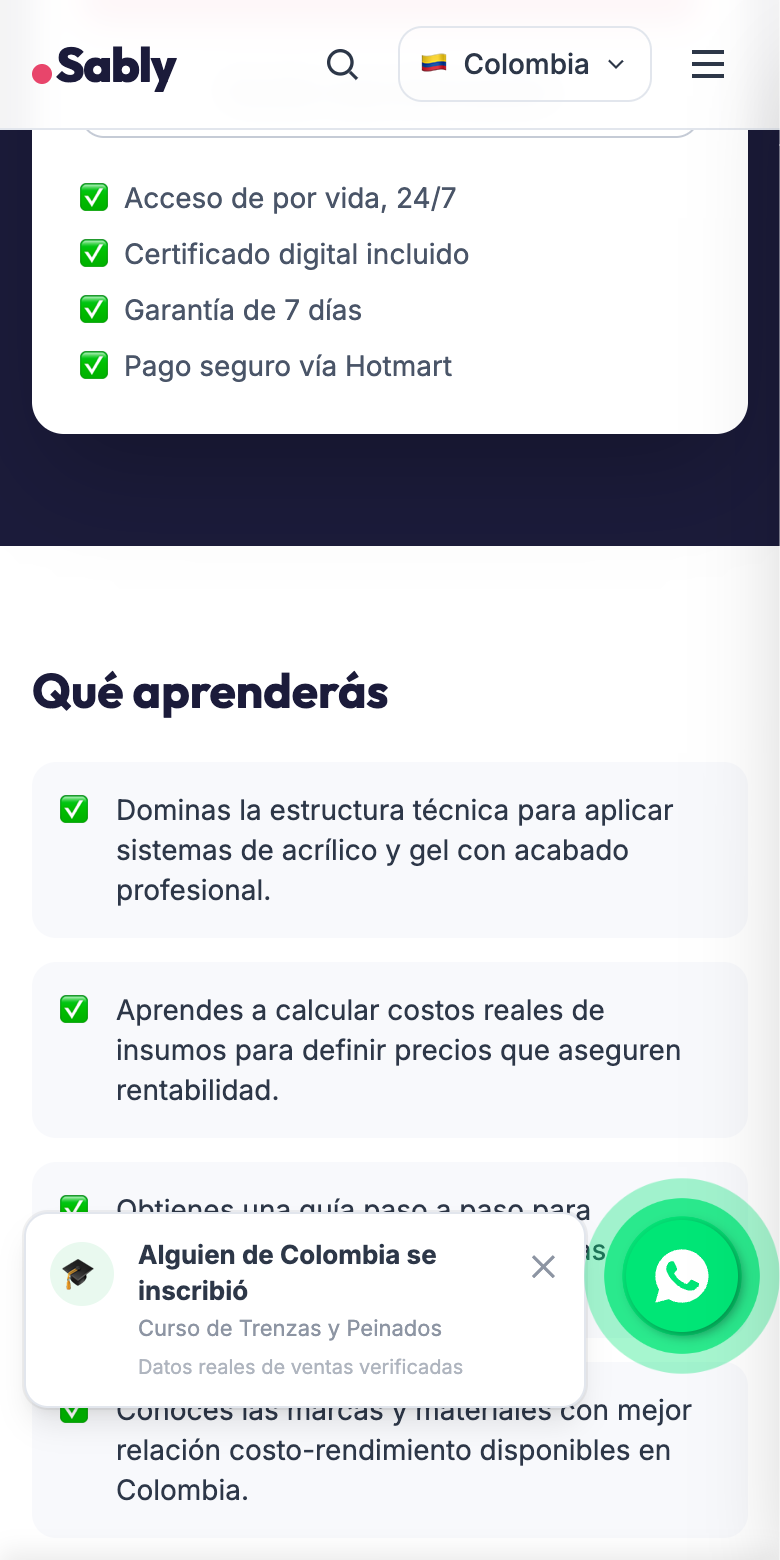 Sably
Colombia
Acceso de por vida, 24/7
Certificado digital incluido
Garantía de 7 días
Pago seguro vía Hotmart
Qué aprenderás
Dominas la estructura técnica para aplicar
sistemas de acrílico y gel con acabado
profesional.
Aprendes a calcular costos reales de
insumos para definir precios que aseguren
rentabilidad.
Obtienes una guía paso a paso para
Alguien de Colombia se
inscribió
Curso de Trenzas y Peinados
Datos reales de ventas verificadas
Conoces las marcas y materiales con mejor
relación costo-rendimiento disponibles en
Colombia.